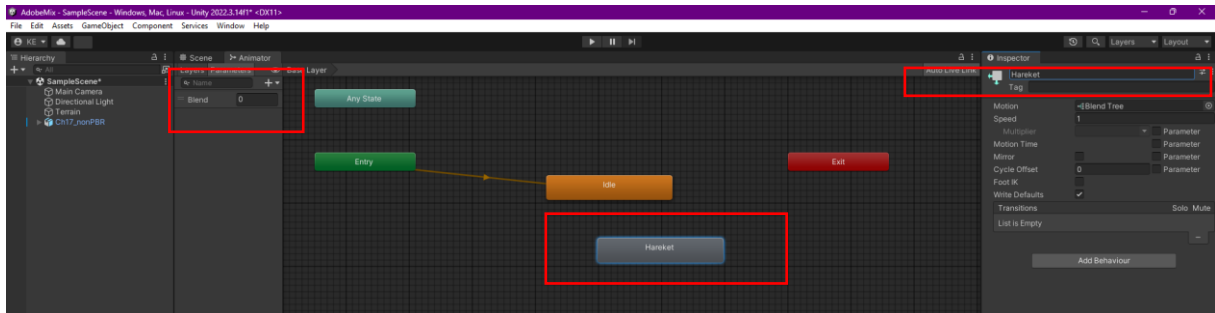 AdobeMix - SampleScene - Windows, Mac, Linux - Unity 2022.3.14f1* <DX11>
File Edit Assets GameObject Component Services Window Help
KE
Layers Layout
Hierarchy
Scene Animator
Inspector
All
SampleScene*
Main Camera
Directional Light
Terrain
Ch17_nonPBR
Layers Parameters
Base Layer
Auto Live Link
Name
Blend 0
Any State
Entry
Exit
Idle
Hareket
Hareket
Tag
Motion Blend Tree
Speed 1
Multiplier Parameter
Motion Time Parameter
Mirror Parameter
Cycle Offset 0 Parameter
Foot IK
Write Defaults
Transitions Solo Mute
List is Empty
Add Behaviour